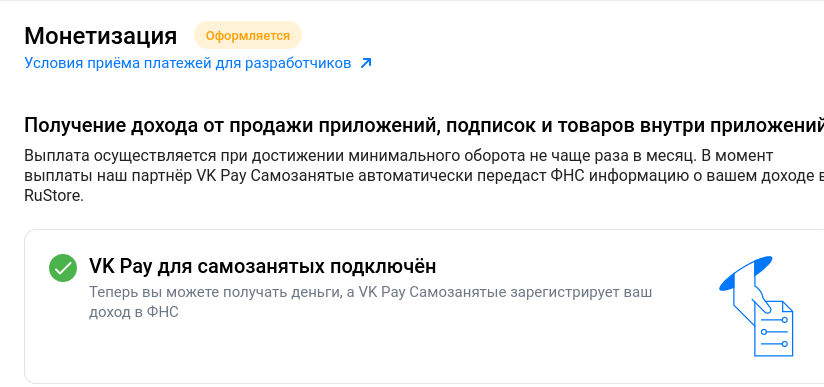 Монетизация Оформляется
Условия приёма платежей для разработчиков
Получение дохода от продажи приложений, подписок и товаров внутри приложений
Выплата осуществляется при достижении минимального оборота не чаще раза в месяц. В момент
выплаты наш партнёр VK Pay Самозанятые автоматически передаст ФНС информацию о вашем доходе в
RuStore.
VK Pay для самозанятых подключён
Теперь вы можете получать деньги, а VK Pay Самозанятые зарегистрирует ваш
доход в ФНС